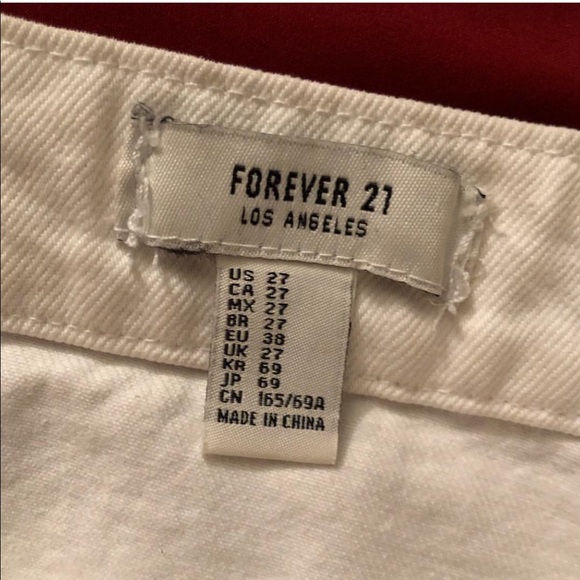 FOREVER 21
LOS ANGELES
US 27
CA 27
MX 27
BR 27
EU 38
UK 27
KR 69
JP 69
CN 165/69A
MADE IN CHINA